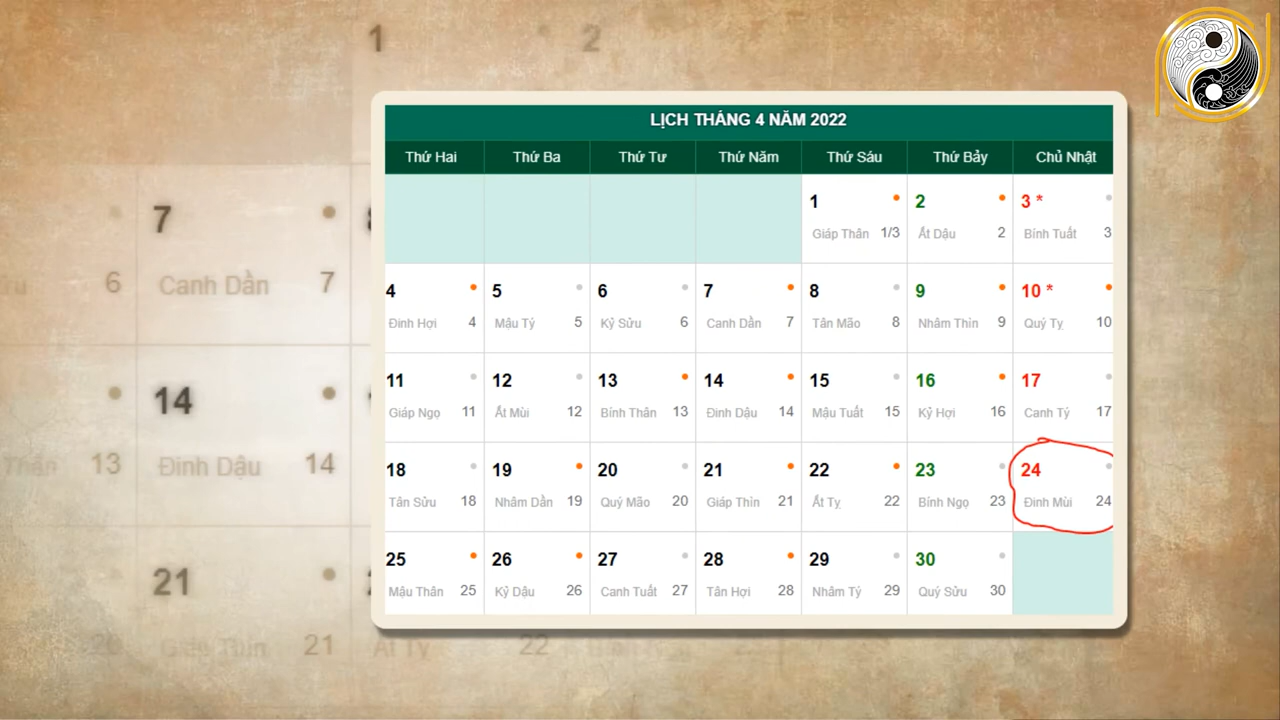 1 2
LỊCH THÁNG 4 NĂM 2022
Thứ Hai Thứ Ba Thứ Tư Thứ Năm Thứ Sáu Thứ Bảy Chủ Nhật
1 2 3 *
Giáp Thân 1/3 Ất Dậu 2 Bính Tuất 3
4 5 6 7 8 9 10 *
Đinh Hợi 4 Mậu Tý 5 Kỷ Sửu 6 Canh Dần 7 Tân Mão 8 Nhâm Thìn 9 Quý Tỵ 10
11 12 13 14 15 16 17
Giáp Ngọ 11 Ất Mùi 12 Bính Thân 13 Đinh Dậu 14 Mậu Tuất 15 Kỷ Hợi 16 Canh Tý 17
18 19 20 21 22 23 24
Tân Sửu 18 Nhâm Dần 19 Quý Mão 20 Giáp Thìn 21 Ất Tỵ 22 Bính Ngọ 23 Đinh Mùi 24
25 26 27 28 29 30
Mậu Thân 25 Kỷ Dậu 26 Canh Tuất 27 Tân Hợi 28 Nhâm Tý 29 Quý Sửu 30
7
6 Canh Dần 7
14
Thân 13 Đinh Dậu 14
21
20 Giáp Thìn 21 Ất Tỵ 22